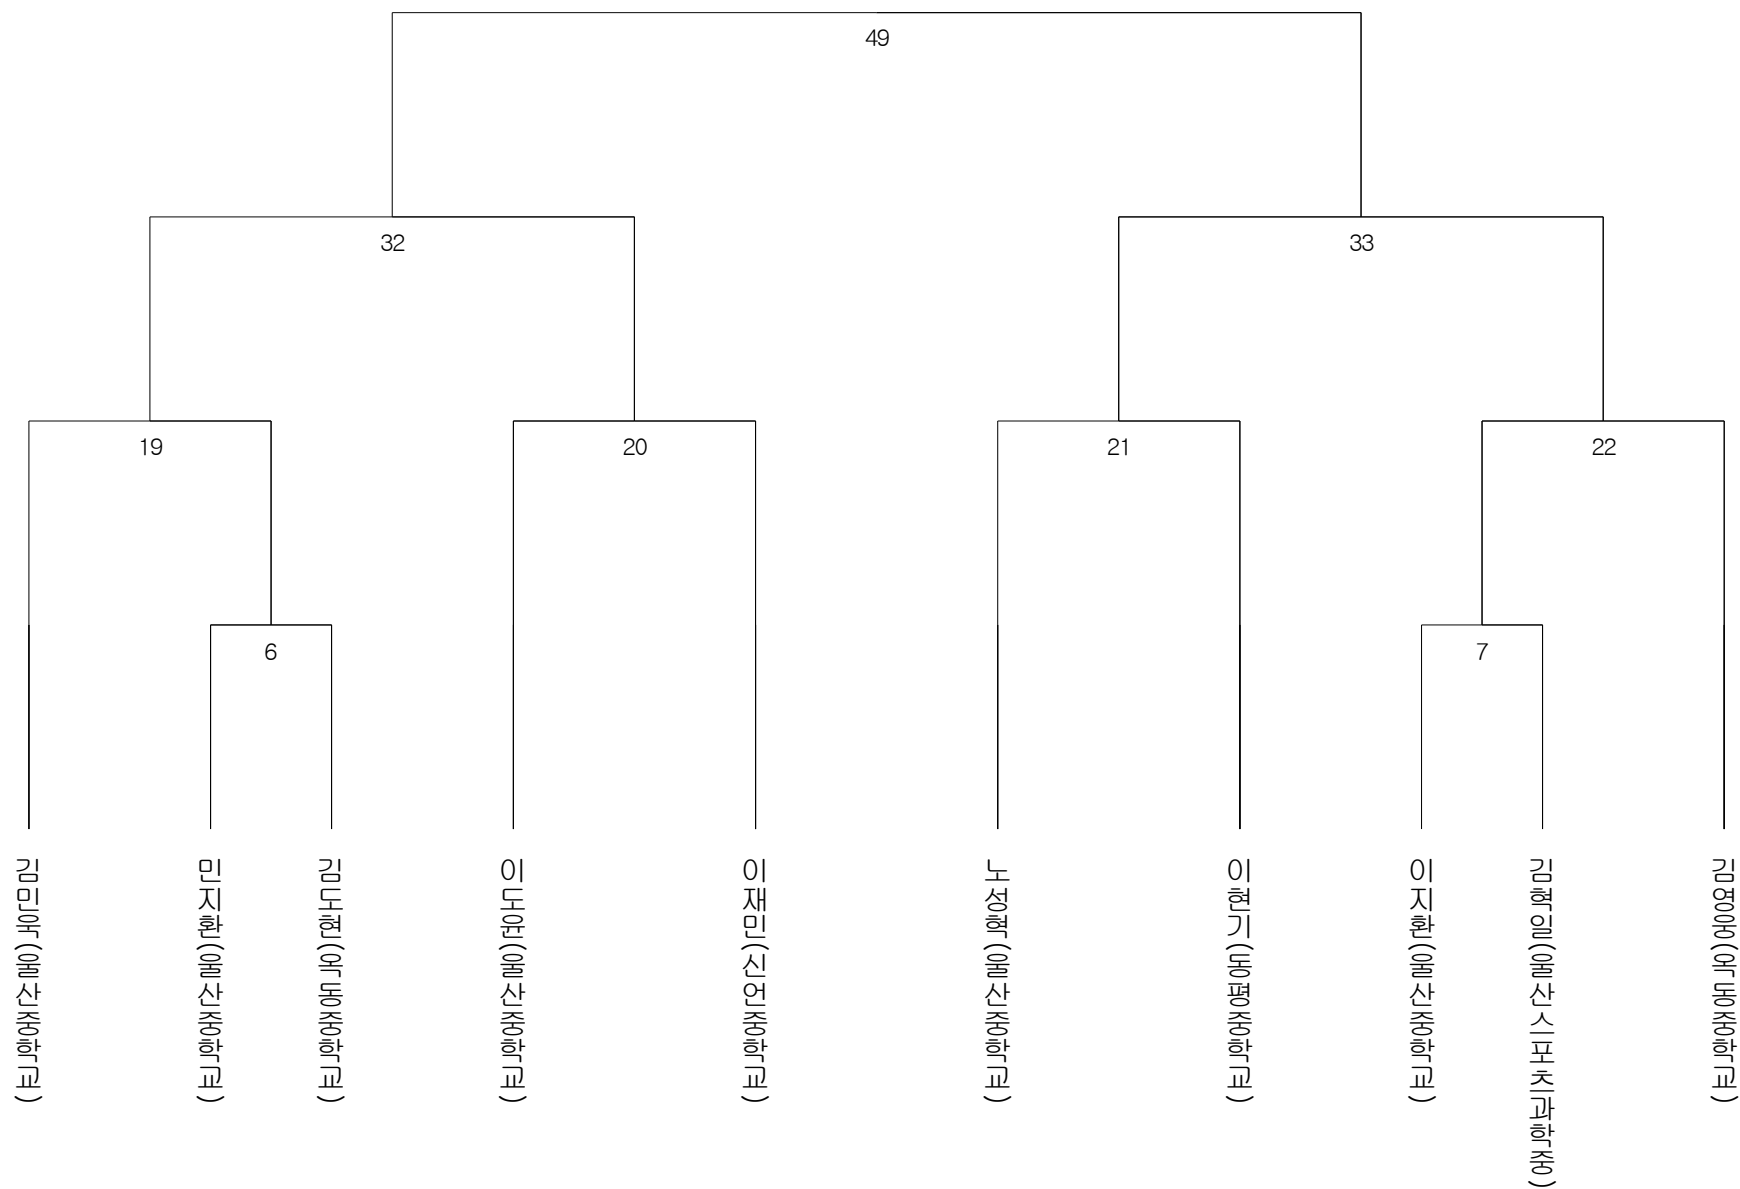 49
32
33
19
20
21
22
6
7
김민욱(울산중학교)
민지환(울산중학교)
김도현(옥동중학교)
이도윤(울산중학교)
이재민(신언중학교)
노성혁(울산중학교)
이현기(동평중학교)
이지환(울산중학교)
김혁일(울산스포츠과학중)
김영웅(옥동중학교)